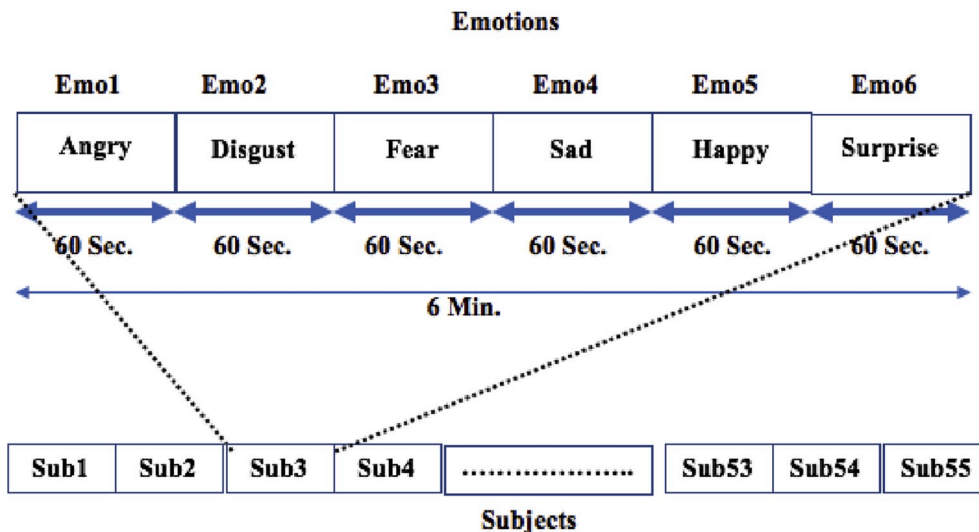 Emotions
Emo1 Emo2 Emo3 Emo4 Emo5 Emo6
Angry Disgust Fear Sad Happy Surprise
60 Sec. 60 Sec. 60 Sec. 60 Sec. 60 Sec. 60 Sec.
6 Min.
Sub1 Sub2 Sub3 Sub4 ...................... Sub53 Sub54 Sub55
Subjects